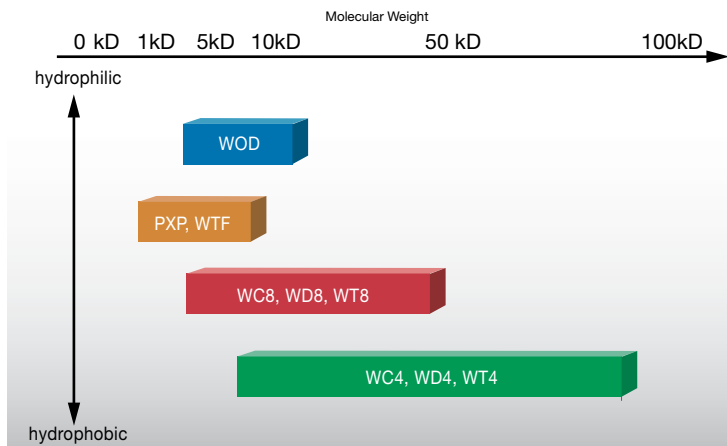 Molecular Weight
0 kD 1kD 5kD 10kD 50 kD 100kD
hydrophilic
WOD
PXP, WTF
WC8, WD8, WT8
WC4, WD4, WT4
hydrophobic